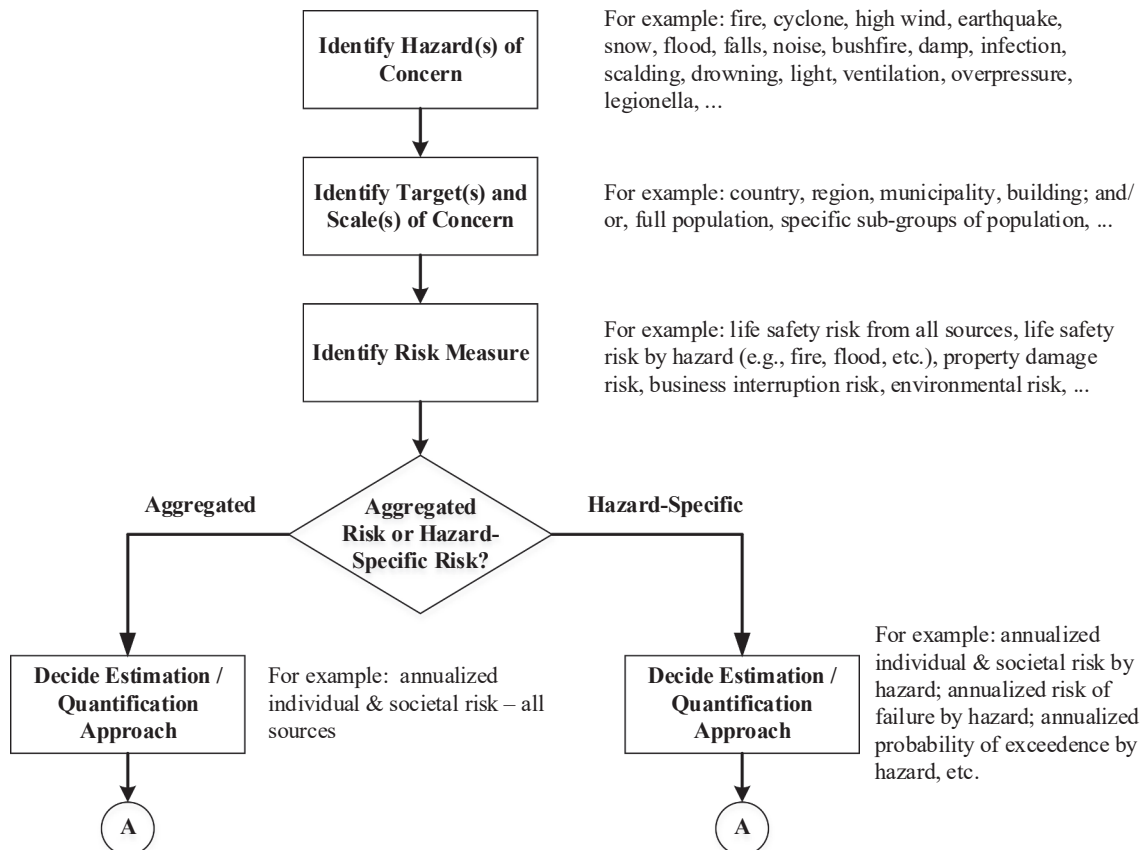 Identify Hazard(s) of
Concern
For example: fire, cyclone, high wind, earthquake,
snow, flood, falls, noise, bushfire, damp, infection,
scalding, drowning, light, ventilation, overpressure,
legionella, ...
Identify Target(s) and
Scale(s) of Concern
For example: country, region, municipality, building; and/
or, full population, specific sub-groups of population, ...
Identify Risk Measure
For example: life safety risk from all sources, life safety
risk by hazard (e.g., fire, flood, etc.), property damage
risk, business interruption risk, environmental risk, ...
Aggregated
Aggregated
Risk or Hazard-
Specific Risk?
Hazard-Specific
Decide Estimation /
Quantification
Approach
For example:  annualized
individual & societal risk – all
sources
Decide Estimation /
Quantification
Approach
For example: annualized
individual & societal risk by
hazard; annualized risk of
failure by hazard; annualized
probability of exceedence by
hazard, etc.
A
A